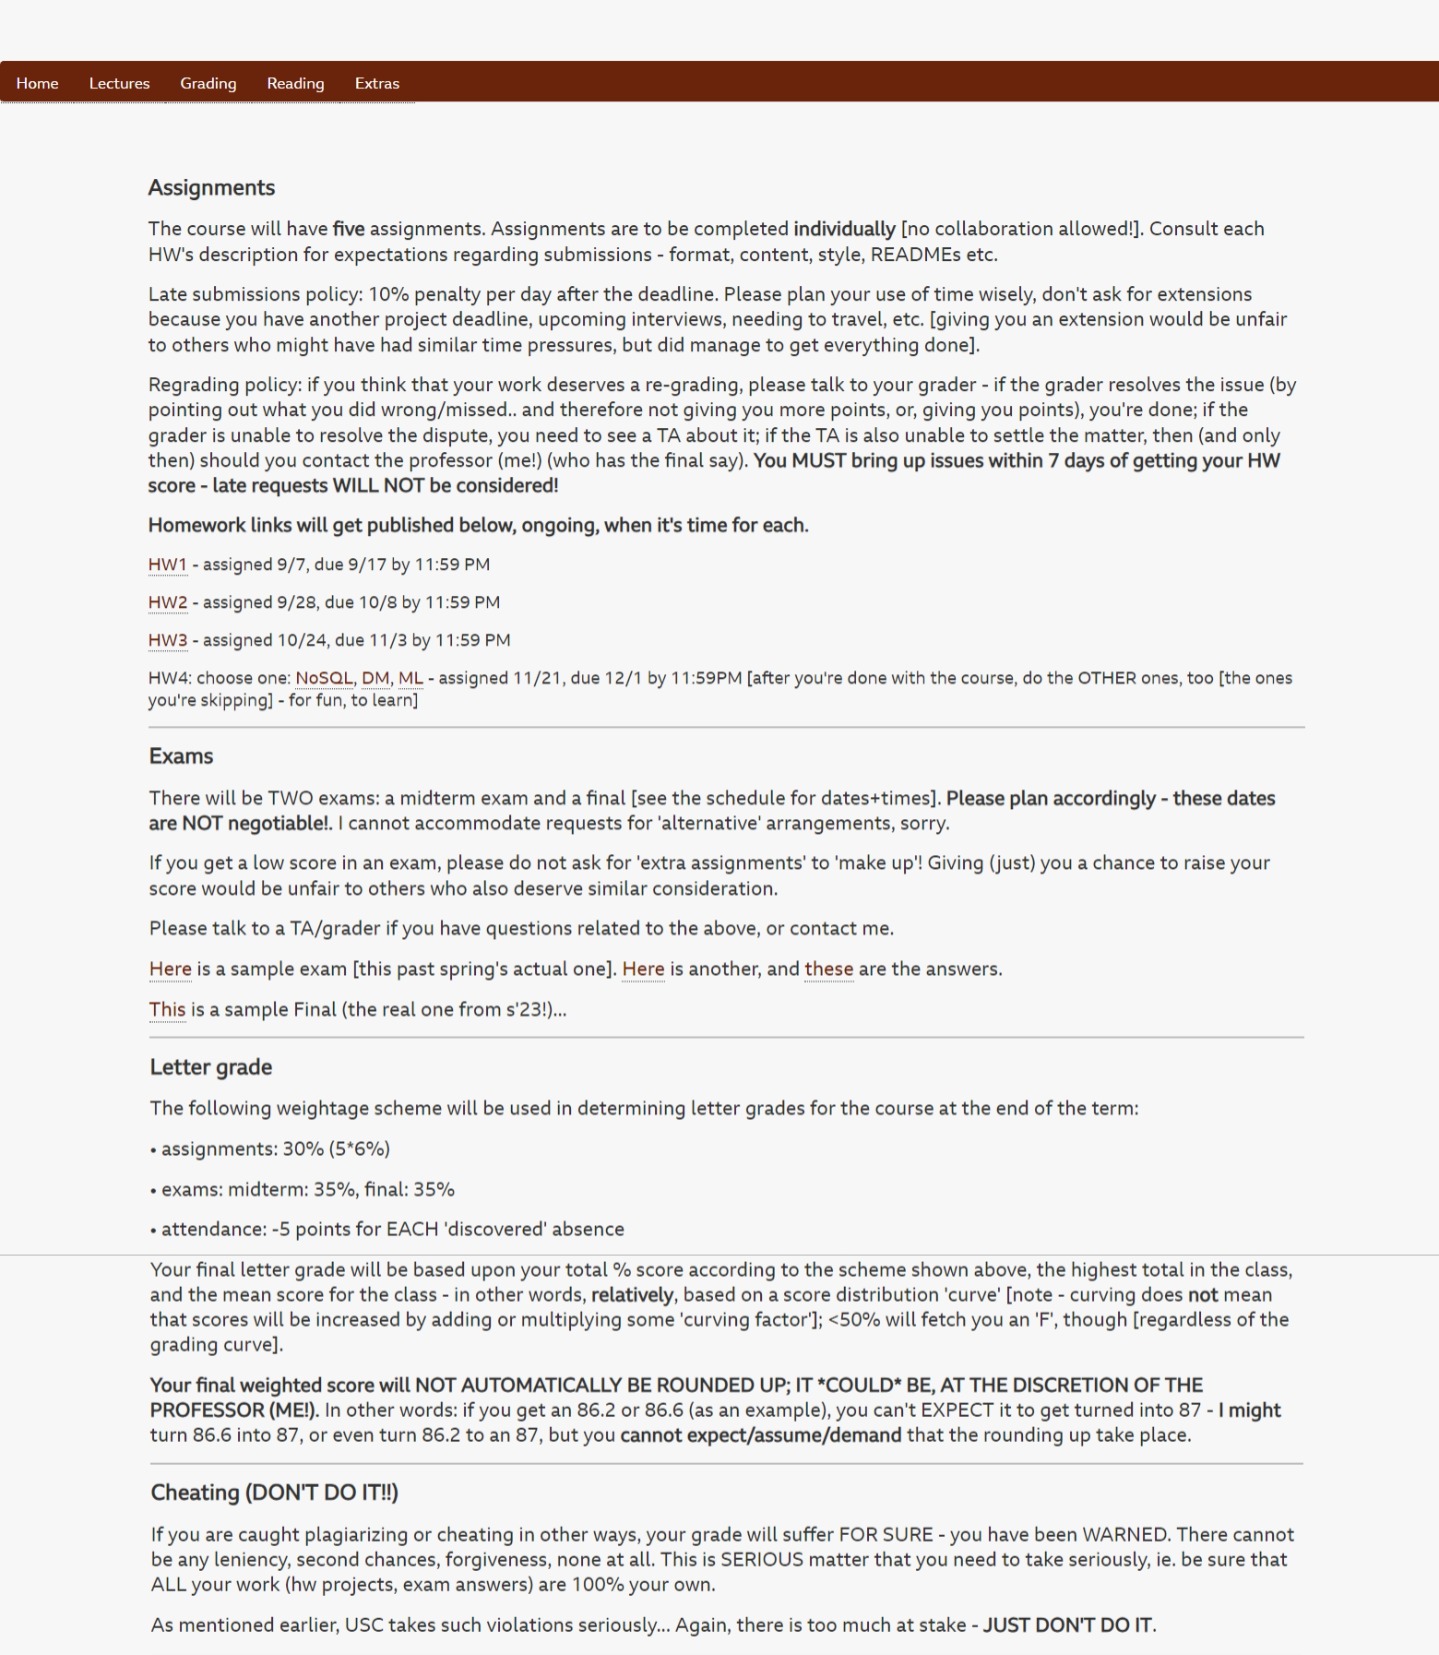 Home Lectures Grading Reading Extras
Assignments
The course will have five assignments. Assignments are to be completed individually [no collaboration allowed!]. Consult each
HW's description for expectations regarding submissions - format, content, style, READMEs etc.
Late submissions policy: 10% penalty per day after the deadline. Please plan your use of time wisely, don't ask for extensions
because you have another project deadline, upcoming interviews, needing to travel, etc. [giving you an extension would be unfair
to others who might have had similar time pressures, but did manage to get everything done].
Regrading policy: if you think that your work deserves a re-grading, please talk to your grader - if the grader resolves the issue (by
pointing out what you did wrong/missed.. and therefore not giving you more points, or, giving you points), you're done; if the
grader is unable to resolve the dispute, you need to see a TA about it; if the TA is also unable to settle the matter, then (and only
then) should you contact the professor (me!) (who has the final say). You MUST bring up issues within 7 days of getting your HW
score - late requests WILL NOT be considered!
Homework links will get published below, ongoing, when it's time for each.
HW1 - assigned 9/7, due 9/17 by 11:59 PM
HW2 - assigned 9/28, due 10/8 by 11:59 PM
HW3 - assigned 10/24, due 11/3 by 11:59 PM
HW4: choose one: NoSQL, DM, ML - assigned 11/21, due 12/1 by 11:59PM [after you're done with the course, do the OTHER ones, too [the ones
you're skipping] - for fun, to learn]
Exams
There will be TWO exams: a midterm exam and a final [see the schedule for dates+times]. Please plan accordingly - these dates
are NOT negotiable!. I cannot accommodate requests for 'alternative' arrangements, sorry.
If you get a low score in an exam, please do not ask for 'extra assignments' to 'make up'! Giving (just) you a chance to raise your
score would be unfair to others who also deserve similar consideration.
Please talk to a TA/grader if you have questions related to the above, or contact me.
Here is a sample exam [this past spring's actual one]. Here is another, and these are the answers.
This is a sample Final (the real one from s'23!)...
Letter grade
The following weightage scheme will be used in determining letter grades for the course at the end of the term:
• assignments: 30% (5*6%)
• exams: midterm: 35%, final: 35%
• attendance: -5 points for EACH 'discovered' absence
Your final letter grade will be based upon your total % score according to the scheme shown above, the highest total in the class,
and the mean score for the class - in other words, relatively, based on a score distribution 'curve' [note - curving does not mean
that scores will be increased by adding or multiplying some 'curving factor']; <50% will fetch you an 'F', though [regardless of the
grading curve].
Your final weighted score will NOT AUTOMATICALLY BE ROUNDED UP; IT *COULD* BE, AT THE DISCRETION OF THE
PROFESSOR (ME!). In other words: if you get an 86.2 or 86.6 (as an example), you can't EXPECT it to get turned into 87 - I might
turn 86.6 into 87, or even turn 86.2 to an 87, but you cannot expect/assume/demand that the rounding up take place.
Cheating (DON'T DO IT!!)
If you are caught plagiarizing or cheating in other ways, your grade will suffer FOR SURE - you have been WARNED. There cannot
be any leniency, second chances, forgiveness, none at all. This is SERIOUS matter that you need to take seriously, ie. be sure that
ALL your work (hw projects, exam answers) are 100% your own.
As mentioned earlier, USC takes such violations seriously... Again, there is too much at stake - JUST DON'T DO IT.